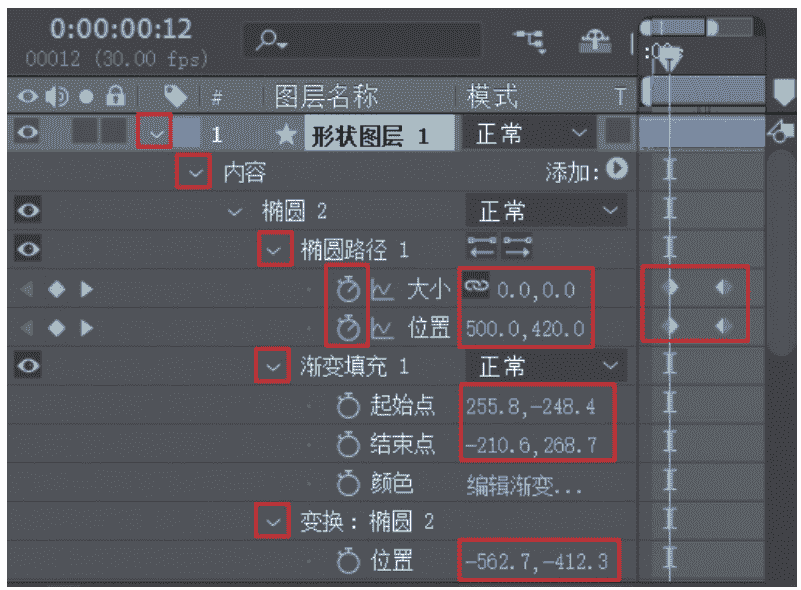 0:00:00:12
00012 (30.00 fps)
# 图层名称 模式 T
1 形状图层 1 正常
内容 添加:
椭圆 2 正常
椭圆路径 1
大小 0.0,0.0
位置 500.0,420.0
渐变填充 1 正常
起始点 255.8,-248.4
结束点 -210.6,268.7
颜色 编辑渐变...
变换: 椭圆 2
位置 -562.7,-412.3